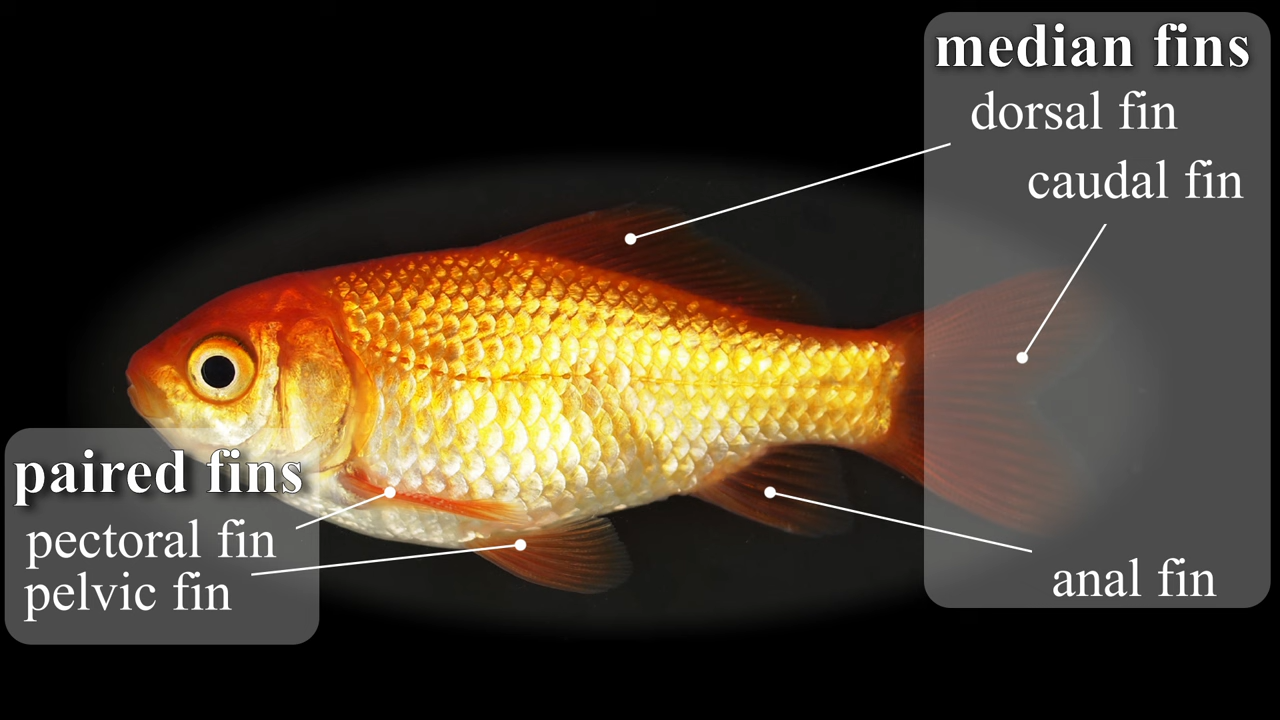 median fins
dorsal fin
caudal fin
paired fins
pectoral fin
pelvic fin
anal fin